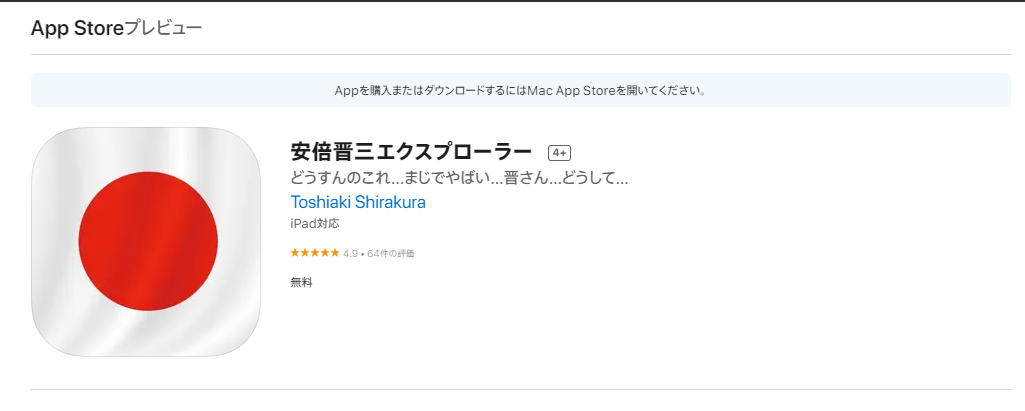 App Storeプレビュー
Appを購入またはダウンロードするにはMac App Storeを開いてください。
安倍晋三エクスプローラー 4+
どうすんのこれ...まじでやばい...晋さん...どうして...
Toshiaki Shirakura
iPad対応
★★★★★ 4.9 • 64件の評価
無料